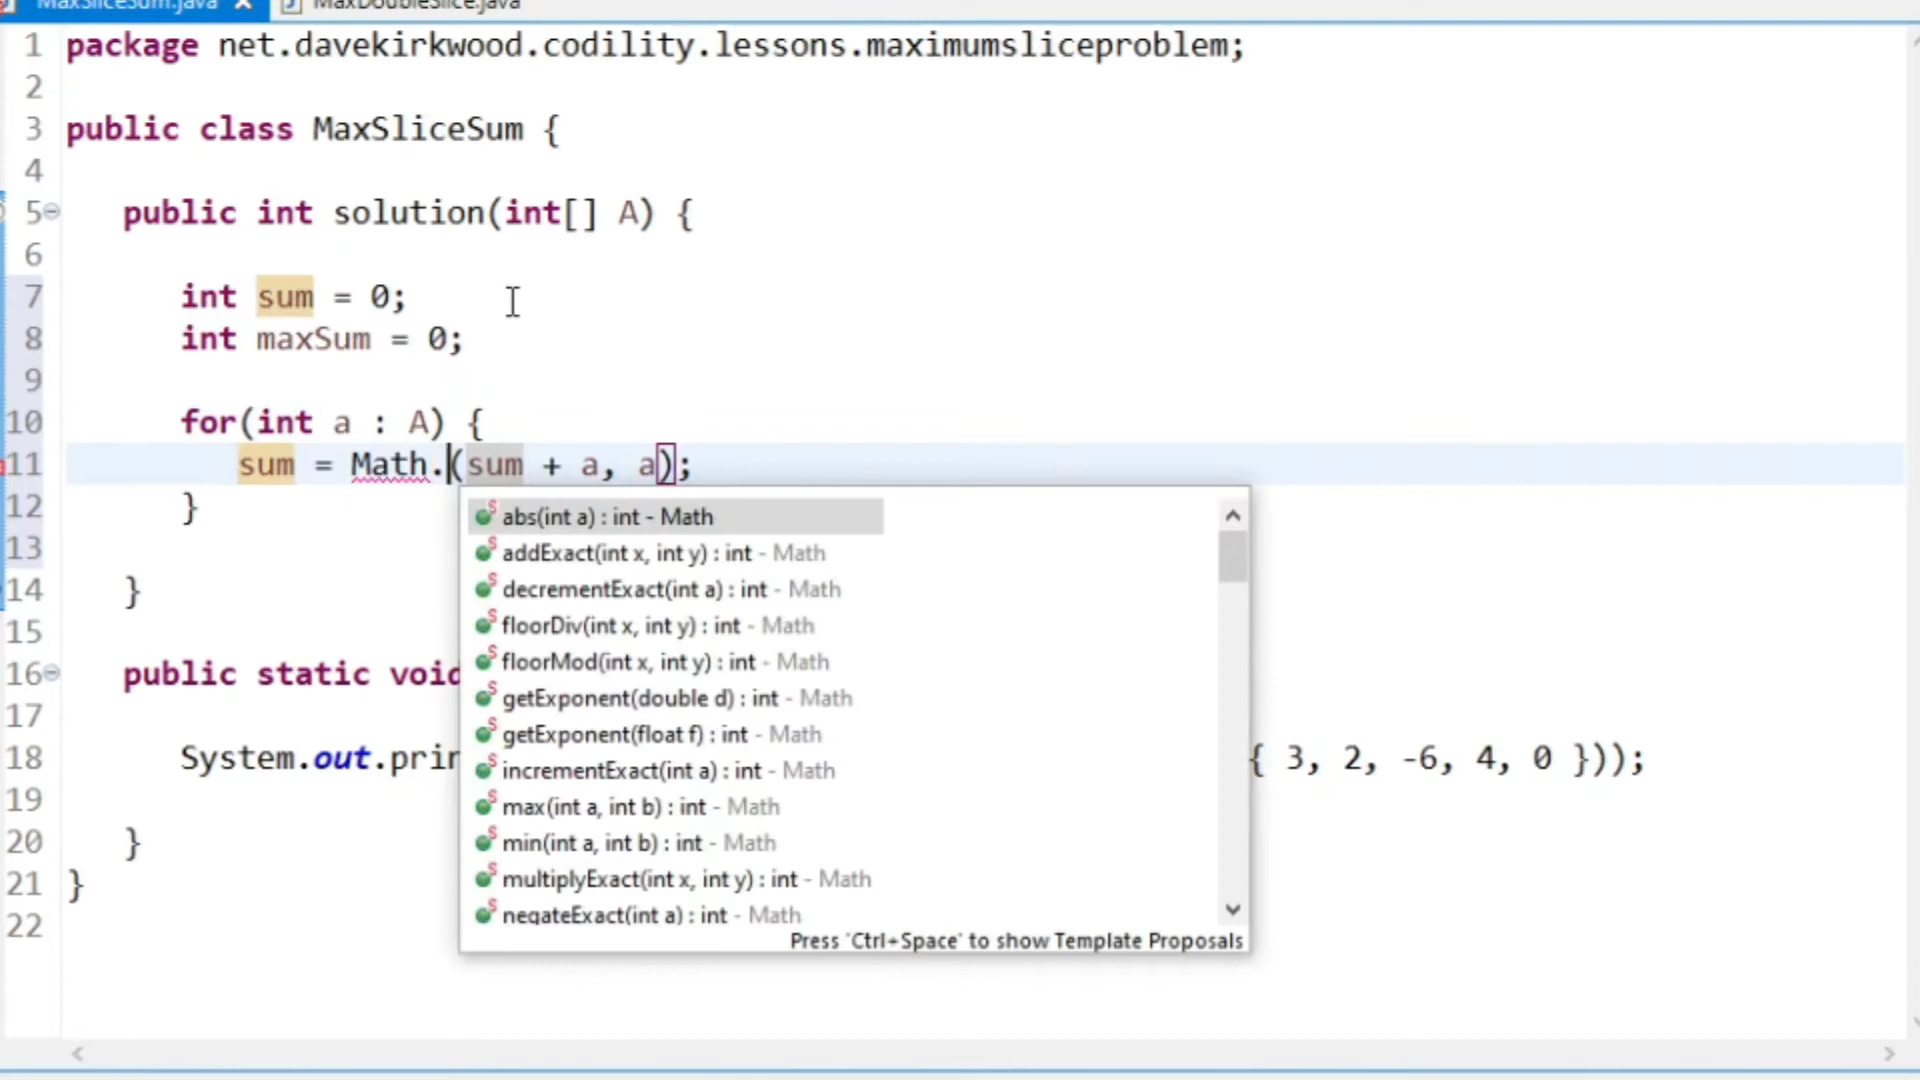 MaxSliceSum.java
MaxDoubleSlice.java
1 package net.davekirkwood.codility.lessons.maximumsliceproblem;
2
3 public class MaxSliceSum {
4
5 public int solution(int[] A) {
6
7 int sum = 0;
8 int maxSum = 0;
9
10 for(int a : A) {
11 sum = Math.(sum + a, a);
12 }
13
14 }
15
16 public static void
17
18 System.out.prin { 3, 2, -6, 4, 0 }));
19
20 }
21 }
22
abs(int a) : int - Math
addExact(int x, int y) : int - Math
decrementExact(int a) : int - Math
floorDiv(int x, int y) : int - Math
floorMod(int x, int y) : int - Math
getExponent(double d) : int - Math
getExponent(float f) : int - Math
incrementExact(int a) : int - Math
max(int a, int b) : int - Math
min(int a, int b) : int - Math
multiplyExact(int x, int y) : int - Math
negateExact(int a) : int - Math
Press 'Ctrl+Space' to show Template Proposals